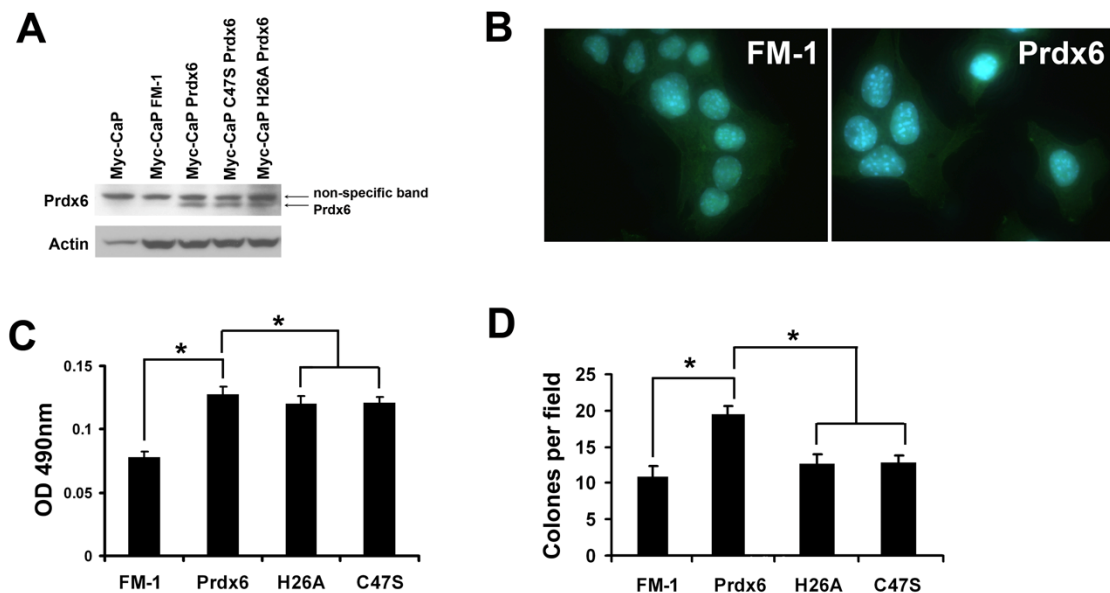 A
Myc-CaP
Myc-CaP FM-1
Myc-CaP Prdx6
Myc-CaP C47S Prdx6
Myc-CaP H26A Prdx6
Prdx6
non-specific band
Prdx6
Actin
B
FM-1
Prdx6
C
*
*
OD 490nm
0.15
0.1
0.05
0
FM-1
Prdx6
H26A
C47S
D
*
*
Colones per field
25
20
15
10
5
0
FM-1
Prdx6
H26A
C47S